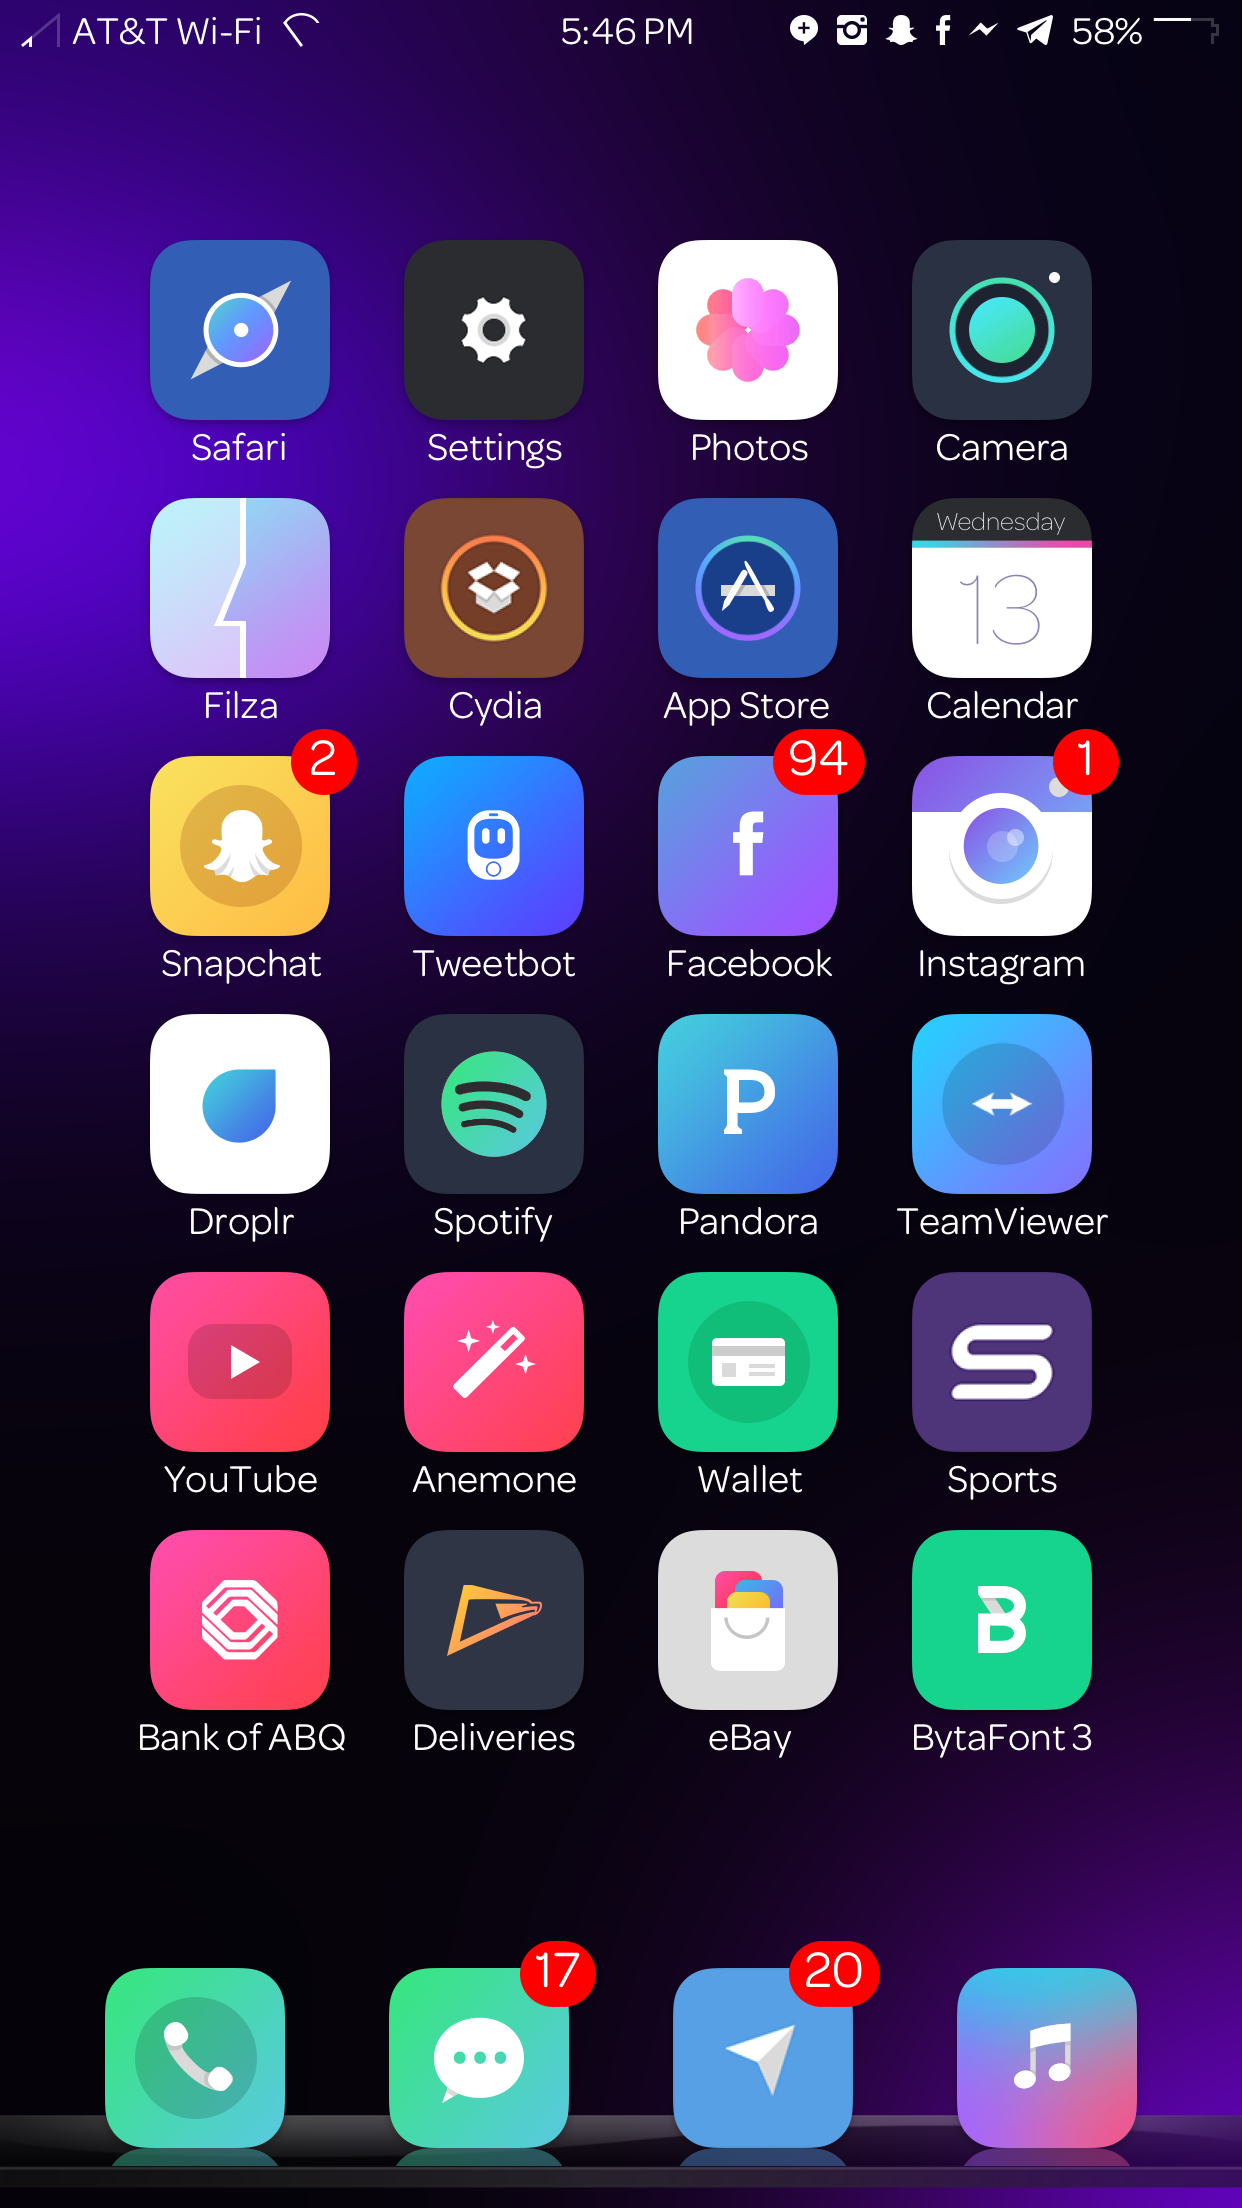 AT&T Wi-Fi 5:46 PM 58%
Safari Settings Photos Camera
Wednesday
13
Filza Cydia App Store Calendar
2 94 1
Snapchat Tweetbot Facebook Instagram
P
Droplr Spotify Pandora TeamViewer
YouTube Anemone Wallet Sports
Bank of ABQ Deliveries eBay BytaFont 3
17 20